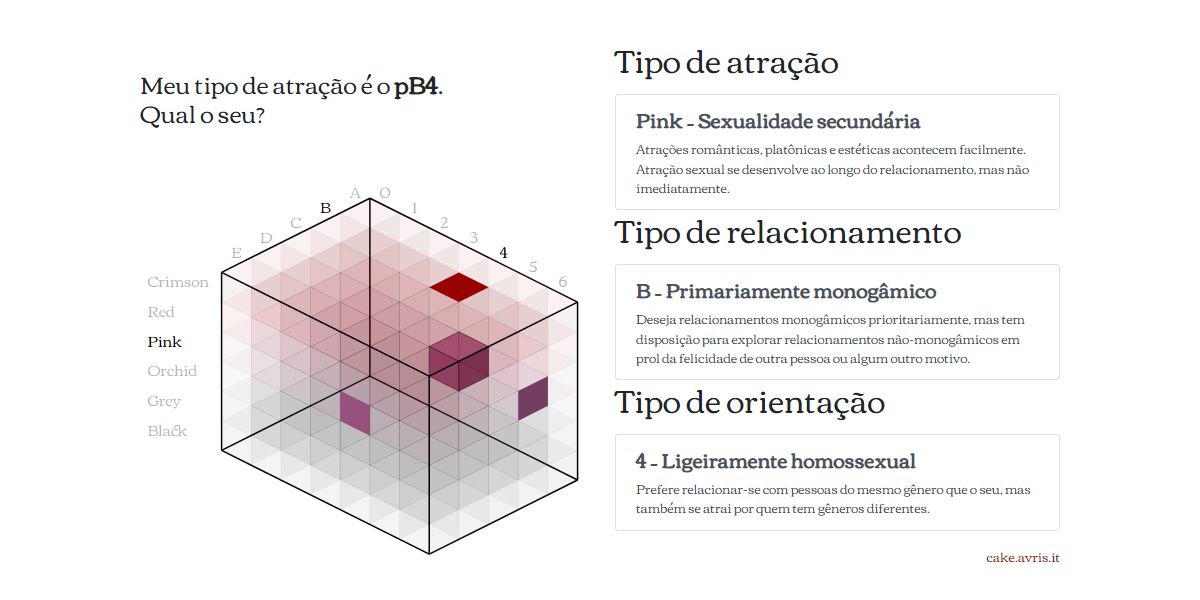 Meu tipo de atração é o pB4.
Qual o seu?
A O
B 1
C 2
D 3
E 4
5
6
Crimson
Red
Pink
Orchid
Grey
Black
Tipo de atração
Pink - Sexualidade secundária
Atrações românticas, platônicas e estéticas acontecem facilmente.
Atração sexual se desenvolve ao longo do relacionamento, mas não
imediatamente.
Tipo de relacionamento
B - Primariamente monogâmico
Deseja relacionamentos monogâmicos prioritariamente, mas tem
disposição para explorar relacionamentos não-monogâmicos em
prol da felicidade de outra pessoa ou algum outro motivo.
Tipo de orientação
4 - Ligeiramente homossexual
Prefere relacionar-se com pessoas do mesmo gênero que o seu, mas
também se atrai por quem tem gêneros diferentes.
cake.avris.it